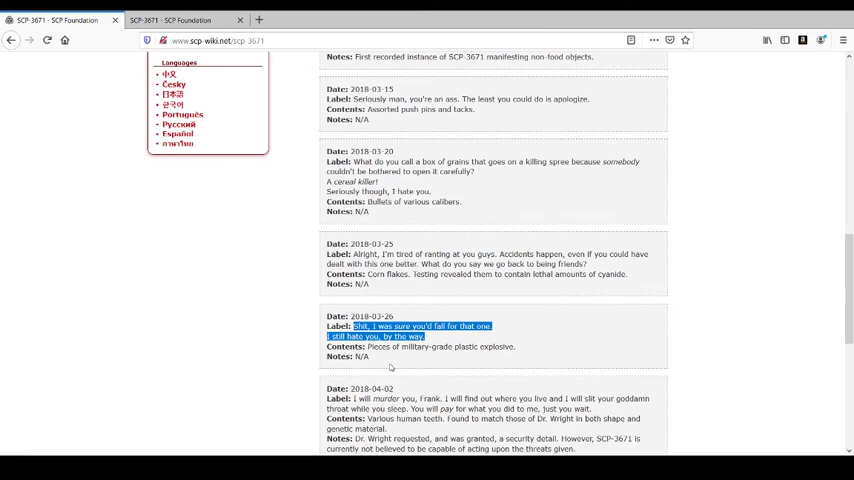 SCP-3671 - SCP Foundation
SCP-3671 - SCP Foundation
www.scp-wiki.net/scp-3671
Languages
中文
Česky
日本語
한국어
Português
Русский
Español
ภาษาไทย
Notes: First recorded instance of SCP-3671 manifesting non-food objects.
Date: 2018-03-15
Label: Seriously man, you're an ass. The least you could do is apologize.
Contents: Assorted push pins and tacks.
Notes: N/A
Date: 2018-03-20
Label: What do you call a box of grains that goes on a killing spree because somebody
couldn't be bothered to open it carefully?
A cereal killer!
Seriously though, I hate you.
Contents: Bullets of various calibers.
Notes: N/A
Date: 2018-03-25
Label: Alright, I'm tired of ranting at you guys. Accidents happen, even if you could have
dealt with this one better. What do you say we go back to being friends?
Contents: Corn flakes. Testing revealed them to contain lethal amounts of cyanide.
Notes: N/A
Date: 2018-03-26
Label: Shit, I was sure you'd fall for that one.
I still hate you, by the way.
Contents: Pieces of military-grade plastic explosive.
Notes: N/A
Date: 2018-04-02
Label: I will murder you, Frank. I will find out where you live and I will slit your goddamn
throat while you sleep. You will pay for what you did to me, just you wait.
Contents: Various human teeth. Found to match those of Dr. Wright in both shape and
genetic material.
Notes: Dr. Wright requested, and was granted, a security detail. However, SCP-3671 is
currently not believed to be capable of acting upon the threats given.